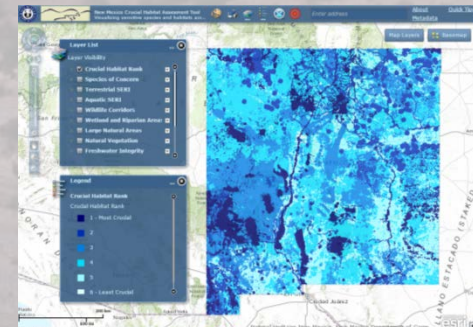 New Mexico Crucial Habitat Assessment Tool
Visualizing sensitive species and habitats acr...
Enter address
About
Quick Tips
Metadata
Map Layers
Basemap
Layer List
Layer Visibility
Crucial Habitat Rank
Species of Concern
Terrestrial SERI
Aquatic SERI
Wildlife Corridors
Wetland and Riparian Areas
Large Natural Areas
Natural Vegetation
Freshwater Integrity
Legend
Crucial Habitat Rank
Crucial Habitat Rank
1 - Most Crucial
2
3
4
5
6 - Least Crucial
Ciudad Juárez
LLANO ESTACADO (STAKED
esri